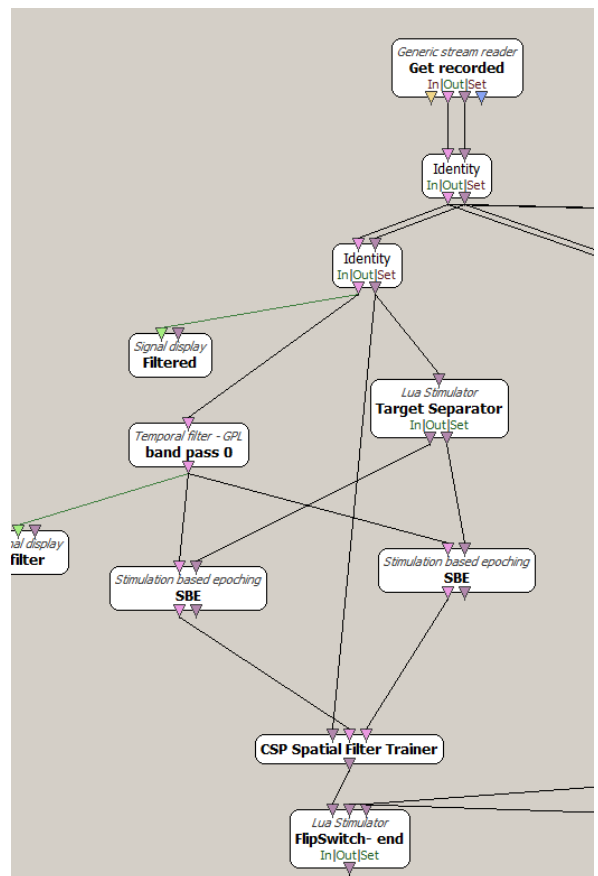 Generic stream reader
Get recorded
In|Out|Set
Identity
In|Out|Set
Identity
In|Out|Set
Signal display
Filtered
Lua Stimulator
Target Separator
In|Out|Set
Temporal filter - GPL
band pass 0
nal display
filter
Stimulation based epoching
SBE
Stimulation based epoching
SBE
CSP Spatial Filter Trainer
Lua Stimulator
FlipSwitch- end
In|Out|Set